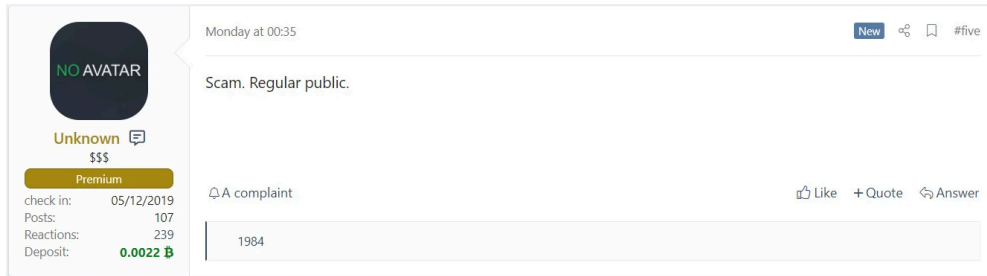 Monday at 00:35
New
#five
NO AVATAR
Scam. Regular public.
Unknown
$$$
Premium
check in: 05/12/2019
Posts: 107
Reactions: 239
Deposit: 0.0022 ₿
A complaint
Like + Quote Answer
1984